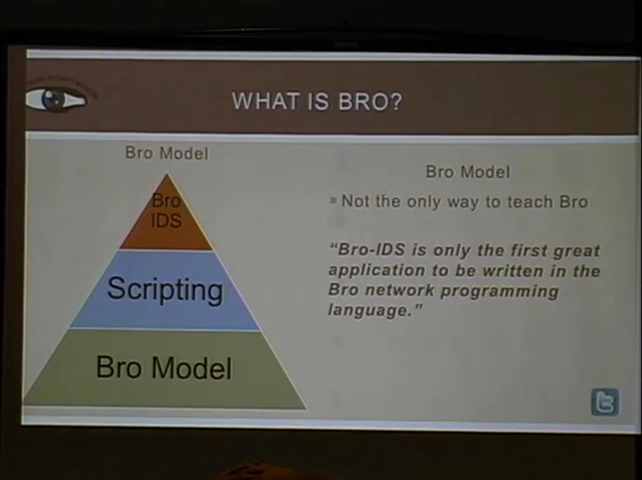 WHAT IS BRO?
Bro Model
Bro
IDS
Scripting
Bro Model
Bro Model
Not the only way to teach Bro
“Bro-IDS is only the first great
application to be written in the
Bro network programming
language.”